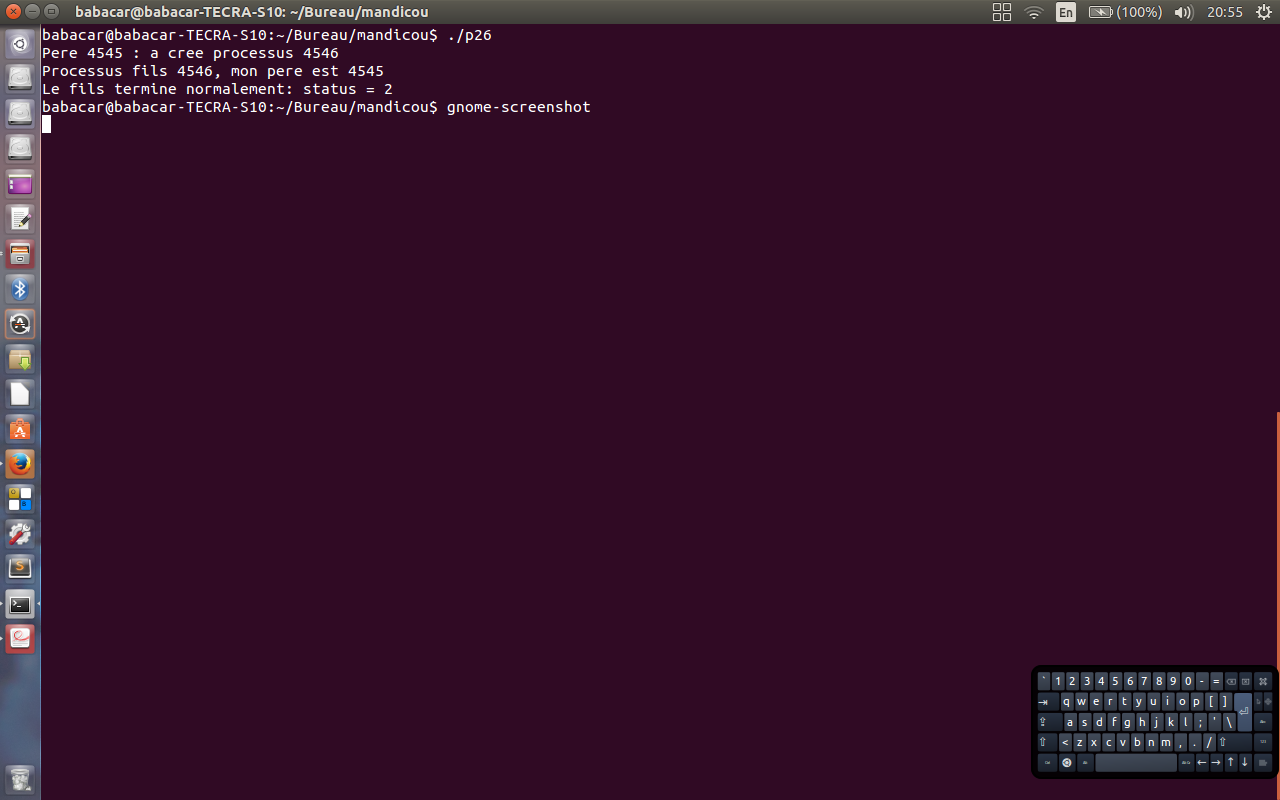 babacar@babacar-TECRA-S10: ~/Bureau/mandicou
En (100%) 20:55
babacar@babacar-TECRA-S10:~/Bureau/mandicou$ ./p26
Pere 4545 : a cree processus 4546
Processus fils 4546, mon pere est 4545
Le fils termine normalement: status = 2
babacar@babacar-TECRA-S10:~/Bureau/mandicou$ gnome-screenshot
` 1 2 3 4 5 6 7 8 9 0 - =
q w e r t y u i o p [ ]
a s d f g h j k l ; ' \
< z x c v b n m , . /